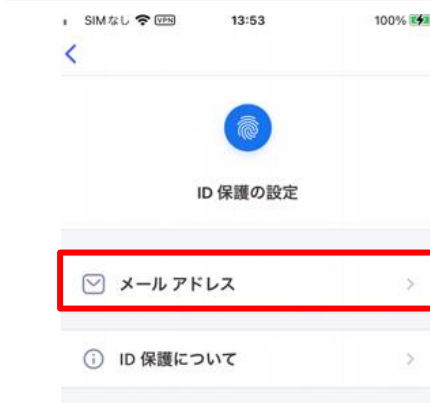 SIMなし VPN 13:53 100%
ID 保護の設定
メール アドレス
ID 保護について